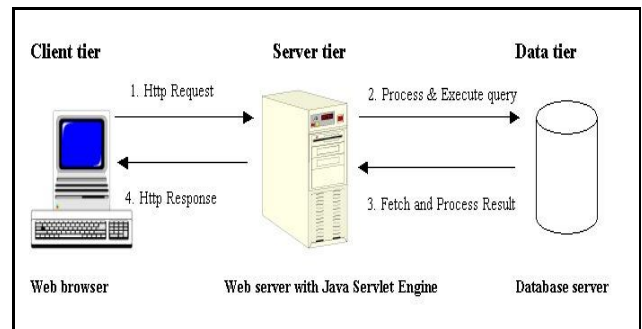 Client tier
Server tier
Data tier
1. Http Request
2. Process & Execute query
4. Http Response
3. Fetch and Process Result
Web browser
Web server with Java Servlet Engine
Database server